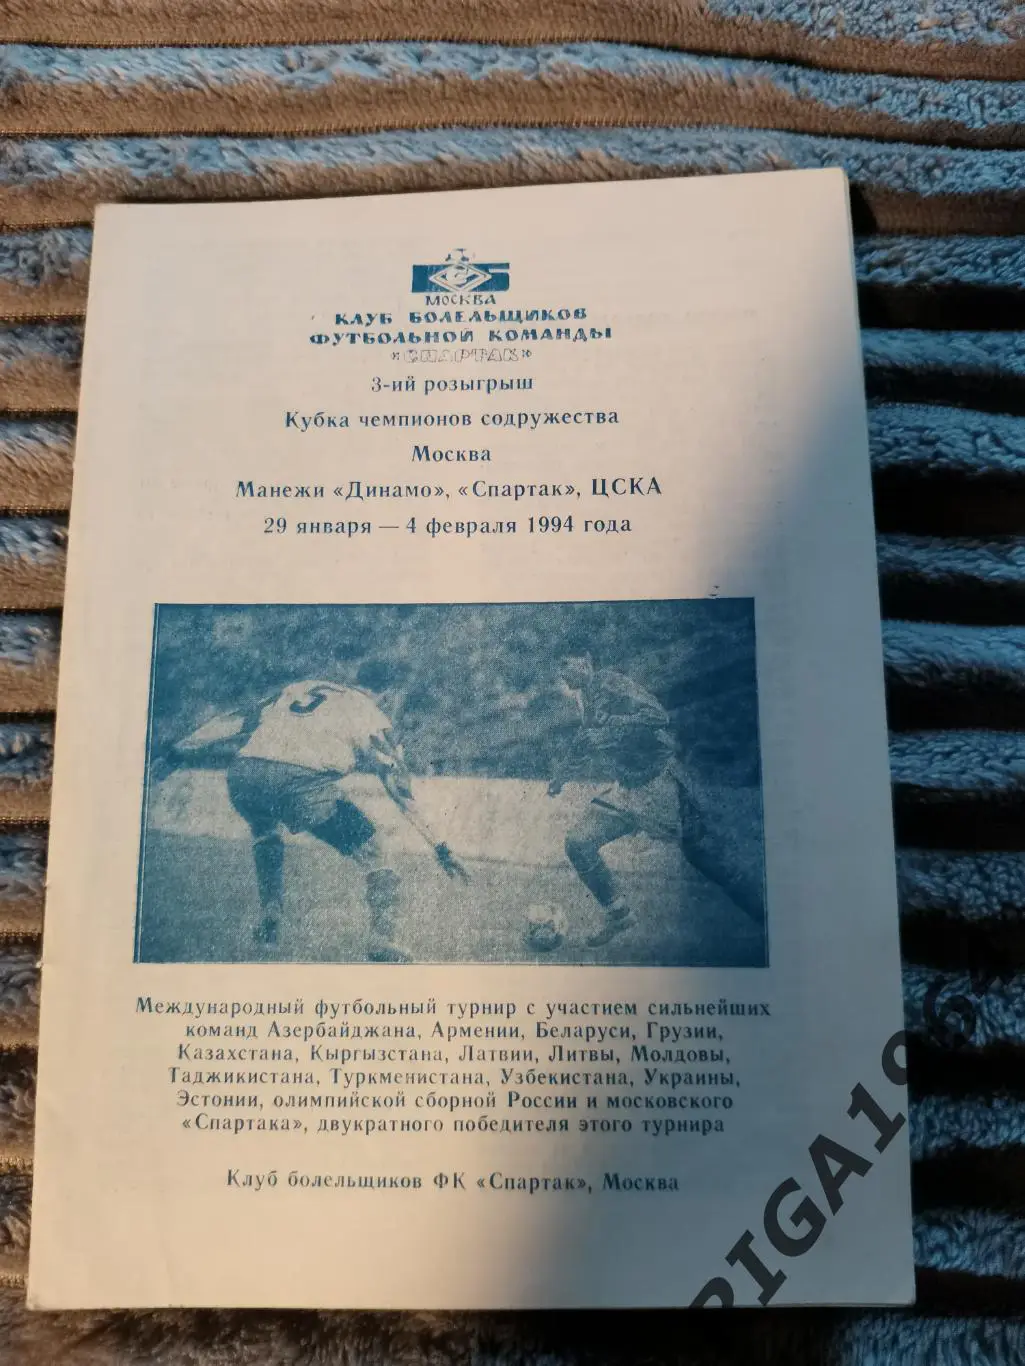 МОСКВА
КЛУБ БОЛЕЛЬЩИКОВ
ФУТБОЛЬНОЙ КОМАНДЫ
«СПАРТАК»
3-ий розыгрыш
Кубка чемпионов содружества
Москва
Манежи «Динамо», «Спартак», ЦСКА
29 января — 4 февраля 1994 года
Международный футбольный турнир с участием сильнейших
команд Азербайджана, Армении, Беларуси, Грузии,
Казахстана, Кыргызстана, Латвии, Литвы, Молдовы,
Таджикистана, Туркменистана, Узбекистана, Украины,
Эстонии, олимпийской сборной России и московского
«Спартака», двукратного победителя этого турнира
Клуб болельщиков ФК «Спартак», Москва